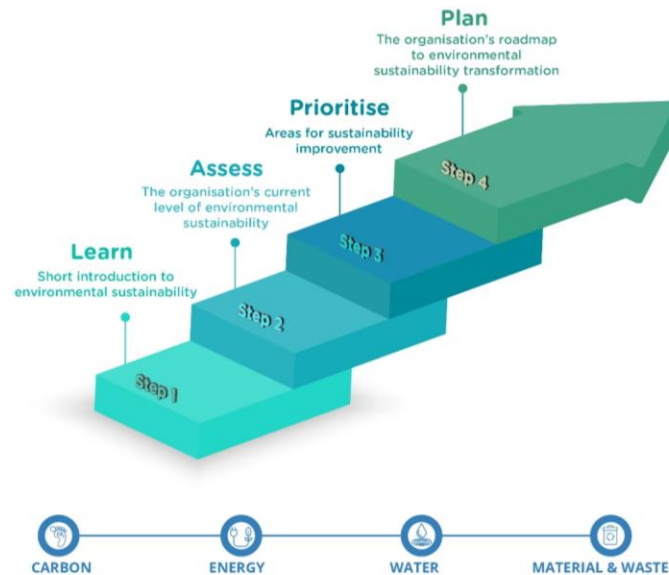 Plan
The organisation's roadmap
to environmental
sustainability transformation
Prioritise
Areas for sustainability
improvement
Step 4
Assess
The organisation's current
level of environmental
sustainability
Step 3
Learn
Short introduction to
environmental sustainability
Step 2
Step 1
CARBON
ENERGY
WATER
MATERIAL & WASTE